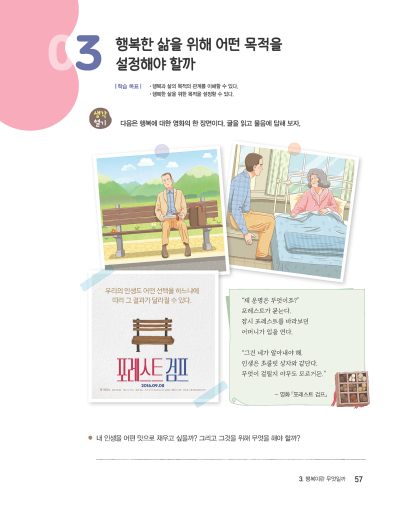 03
행복한 삶을 위해 어떤 목적을
설정해야 할까
| 학습 목표 |
• 행복과 삶의 목적의 관계를 이해할 수 있다.
• 행복한 삶을 위한 목적을 설정할 수 있다.
생각
열기
다음은 행복에 대한 영화의 한 장면이다. 글을 읽고 물음에 답해 보자.
우리의 인생도 어떤 선택을 하느냐에
따라 그 결과가 달라질 수 있다.
포레스트 검프
2016.09.08
“제 운명은 무엇이죠?”
포레스트가 묻는다.
잠시 포레스트를 바라보던
어머니가 입을 연다.
“그건 네가 알아내야 해.
인생은 초콜릿 상자와 같단다.
무엇이 걸릴지 아무도 모르거든.”
– 영화 「포레스트 검프」
내 인생을 어떤 맛으로 채우고 싶을까? 그리고 그것을 위해 무엇을 해야 할까?
3. 행복이란 무엇일까 57